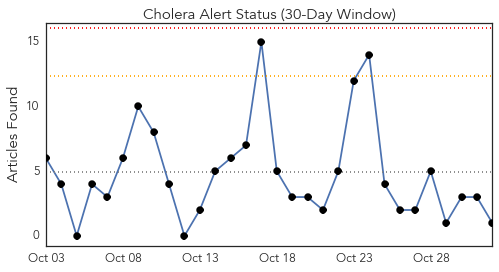 Cholera Alert Status (30-Day Window)
Articles Found
15
10
5
0
Oct 03
Oct 08
Oct 13
Oct 18
Oct 23
Oct 28